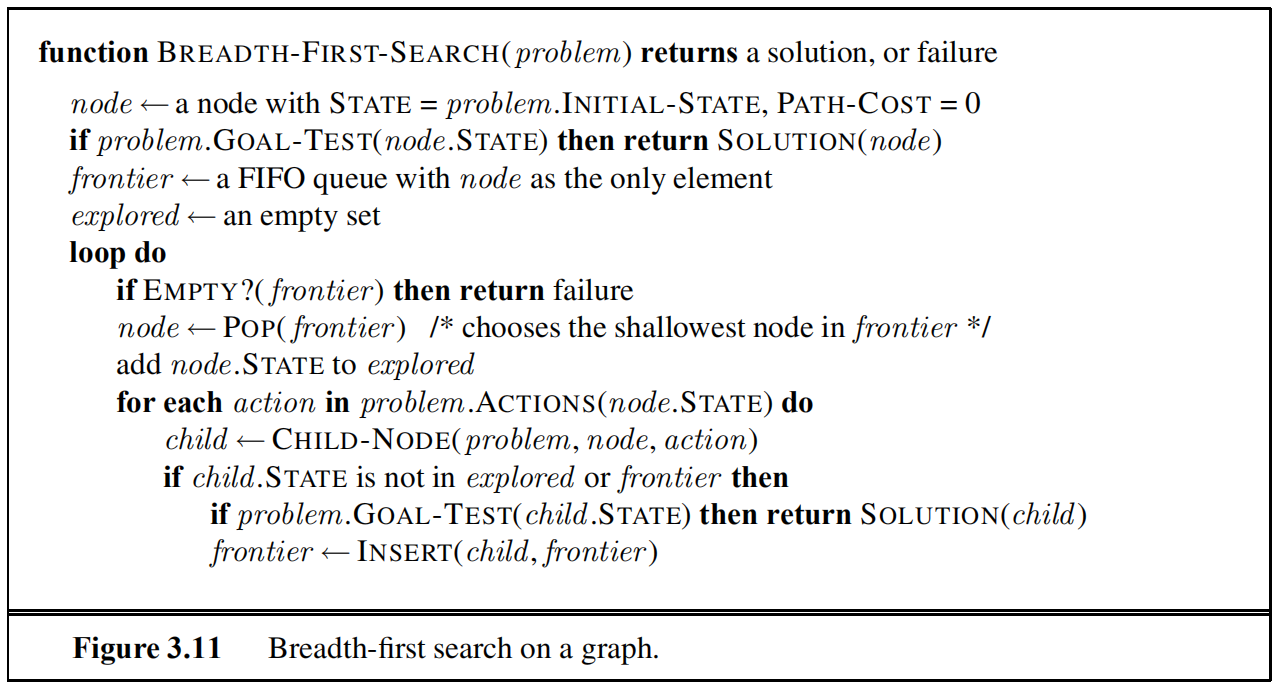 function BREADTH-FIRST-SEARCH(problem) returns a solution, or failure
node ← a node with STATE = problem.INITIAL-STATE, PATH-COST = 0
if problem.GOAL-TEST(node.STATE) then return SOLUTION(node)
frontier ← a FIFO queue with node as the only element
explored ← an empty set
loop do
if EMPTY?(frontier) then return failure
node ← POP(frontier) /* chooses the shallowest node in frontier */
add node.STATE to explored
for each action in problem.ACTIONS(node.STATE) do
child ← CHILD-NODE(problem, node, action)
if child.STATE is not in explored or frontier then
if problem.GOAL-TEST(child.STATE) then return SOLUTION(child)
frontier ← INSERT(child, frontier)
Figure 3.11 Breadth-first search on a graph.